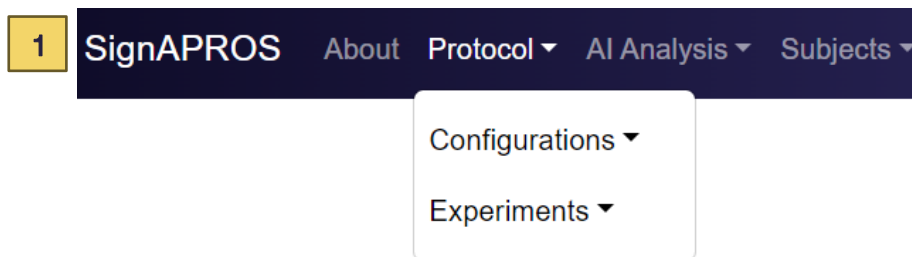 1
SignAPROS About Protocol AI Analysis Subjects
Configurations
Experiments